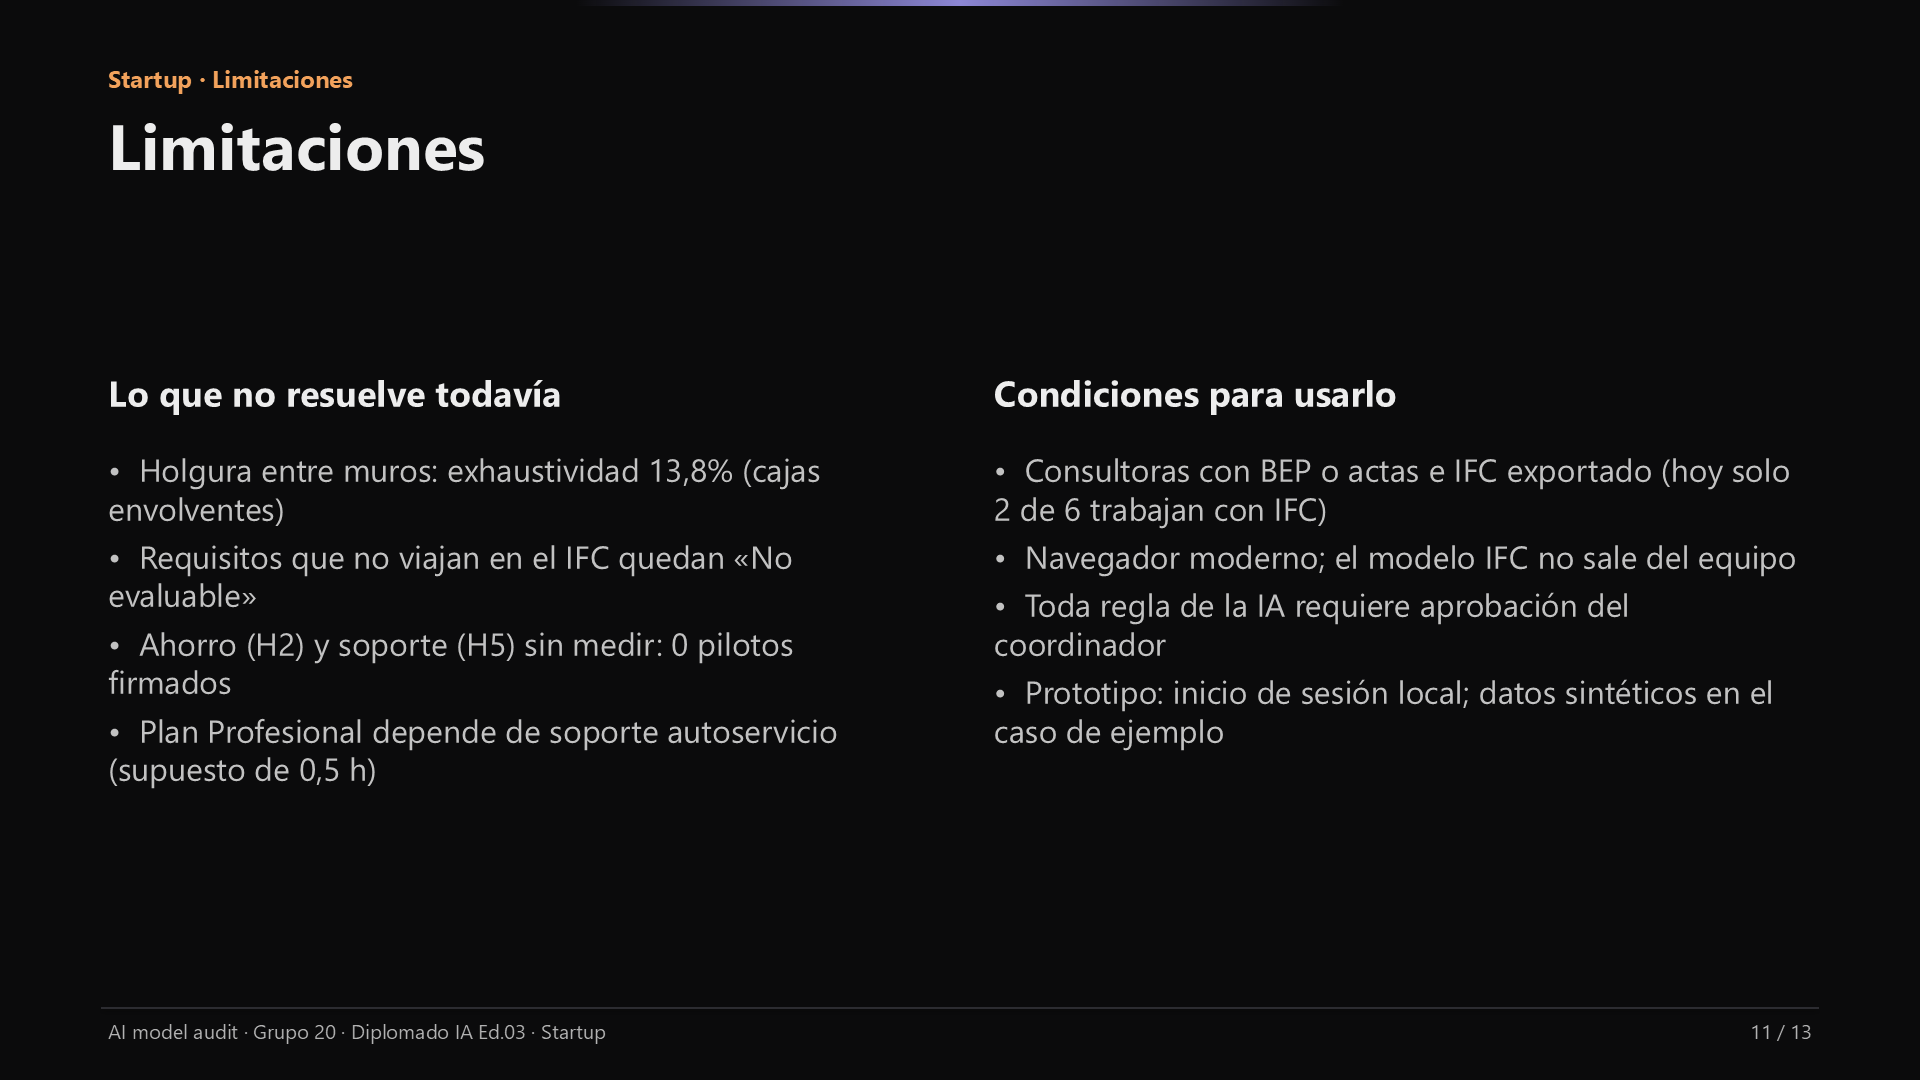 Startup · Limitaciones
Limitaciones
Lo que no resuelve todavía
• Holgura entre muros: exhaustividad 13,8% (cajas
envolventes)
• Requisitos que no viajan en el IFC quedan «No
evaluable»
• Ahorro (H2) y soporte (H5) sin medir: 0 pilotos
firmados
• Plan Profesional depende de soporte autoservicio
(supuesto de 0,5 h)
Condiciones para usarlo
• Consultoras con BEP o actas e IFC exportado (hoy solo
2 de 6 trabajan con IFC)
• Navegador moderno; el modelo IFC no sale del equipo
• Toda regla de la IA requiere aprobación del
coordinador
• Prototipo: inicio de sesión local; datos sintéticos en el
caso de ejemplo
AI model audit · Grupo 20 · Diplomado IA Ed.03 · Startup
11 / 13